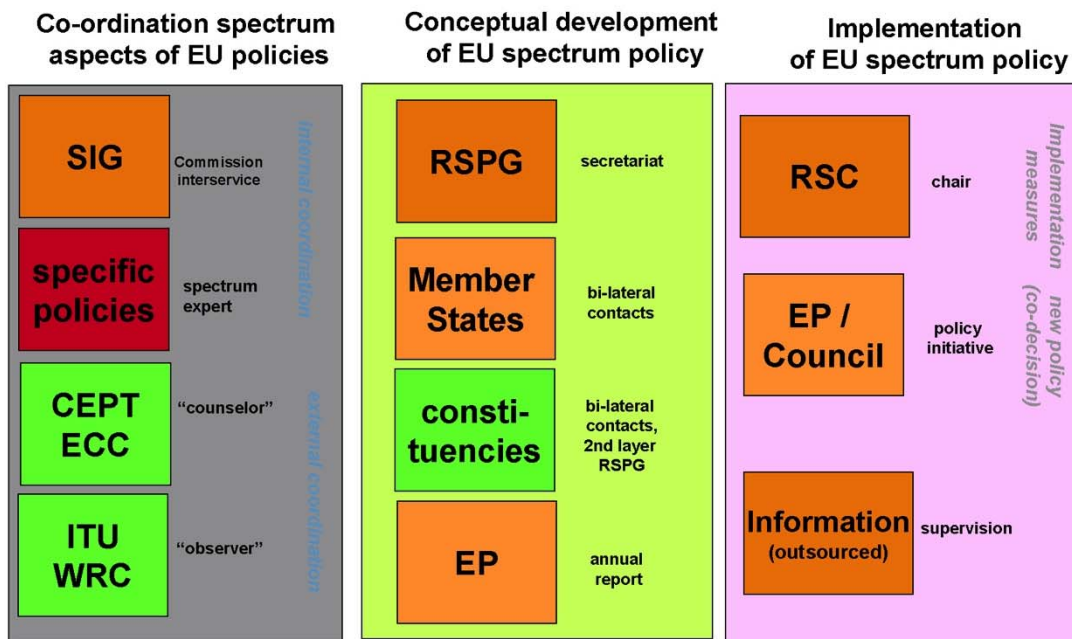 Co-ordination spectrum
aspects of EU policies
SIG
Commission
interservice
internal coordination
specific
policies
spectrum
expert
CEPT
ECC
“counselor”
ITU
WRC
“observer”
external coordination
Conceptual development
of EU spectrum policy
RSPG
secretariat
Member
States
bi-lateral
contacts
consti-
tuencies
bi-lateral
contacts,
2nd layer
RSPG
EP
annual
report
Implementation
of EU spectrum policy
RSC
chair
Implementation
measures
EP /
Council
policy
initiative
new policy
(co-decision)
Information
(outsourced)
supervision